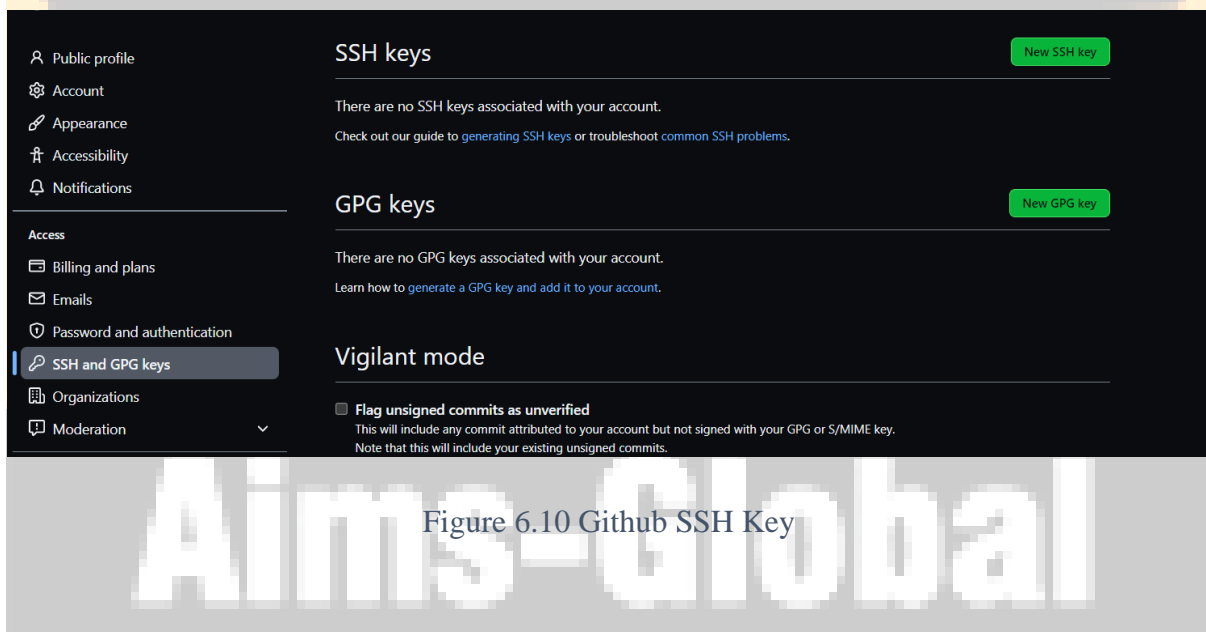 Public profile
Account
Appearance
Accessibility
Notifications
Access
Billing and plans
Emails
Password and authentication
SSH and GPG keys
Organizations
Moderation
SSH keys
New SSH key
There are no SSH keys associated with your account.
Check out our guide to generating SSH keys or troubleshoot common SSH problems.
GPG keys
New GPG key
There are no GPG keys associated with your account.
Learn how to generate a GPG key and add it to your account.
Vigilant mode
Flag unsigned commits as unverified
This will include any commit attributed to your account but not signed with your GPG or S/MIME key.
Note that this will include your existing unsigned commits.
Figure 6.10 Github SSH Key
Aims-Global